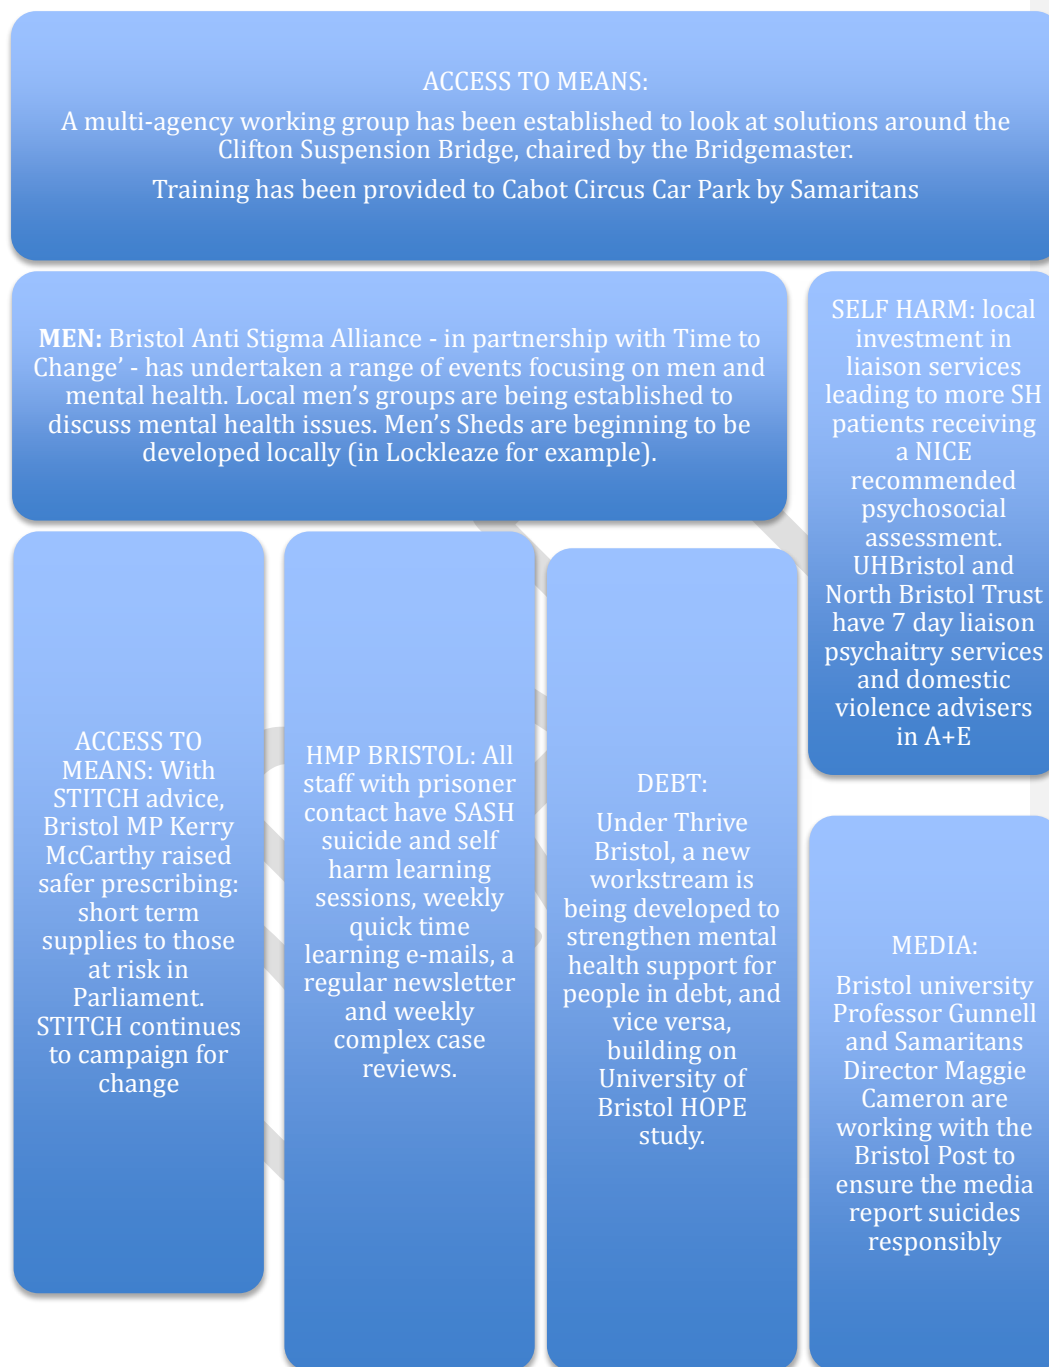 ACCESS TO MEANS:
A multi-agency working group has been established to look at solutions around the
Clifton Suspension Bridge, chaired by the Bridgemaster.
Training has been provided to Cabot Circus Car Park by Samaritans
MEN: Bristol Anti Stigma Alliance - in partnership with Time to
Change’ - has undertaken a range of events focusing on men and
mental health. Local men’s groups are being established to
discuss mental health issues. Men’s Sheds are beginning to be
developed locally (in Lockleaze for example).
SELF HARM: local
investment in
liaison services
leading to more SH
patients receiving
a NICE
recommended
psychosocial
assessment.
UHBristol and
North Bristol Trust
have 7 day liaison
psychaitry services
and domestic
violence advisers
in A+E
ACCESS TO
MEANS: With
STITCH advice,
Bristol MP Kerry
McCarthy raised
safer prescribing:
short term
supplies to those
at risk in
Parliament.
STITCH continues
to campaign for
change
HMP BRISTOL: All
staff with prisoner
contact have SASH
suicide and self
harm learning
sessions, weekly
quick time
learning e-mails, a
regular newsletter
and weekly
complex case
reviews.
DEBT:
Under Thrive
Bristol, a new
workstream is
being developed to
strengthen mental
health support for
people in debt, and
vice versa,
building on
University of
Bristol HOPE
study.
MEDIA:
Bristol university
Professor Gunnell
and Samaritans
Director Maggie
Cameron are
working with the
Bristol Post to
ensure the media
report suicides
responsibly